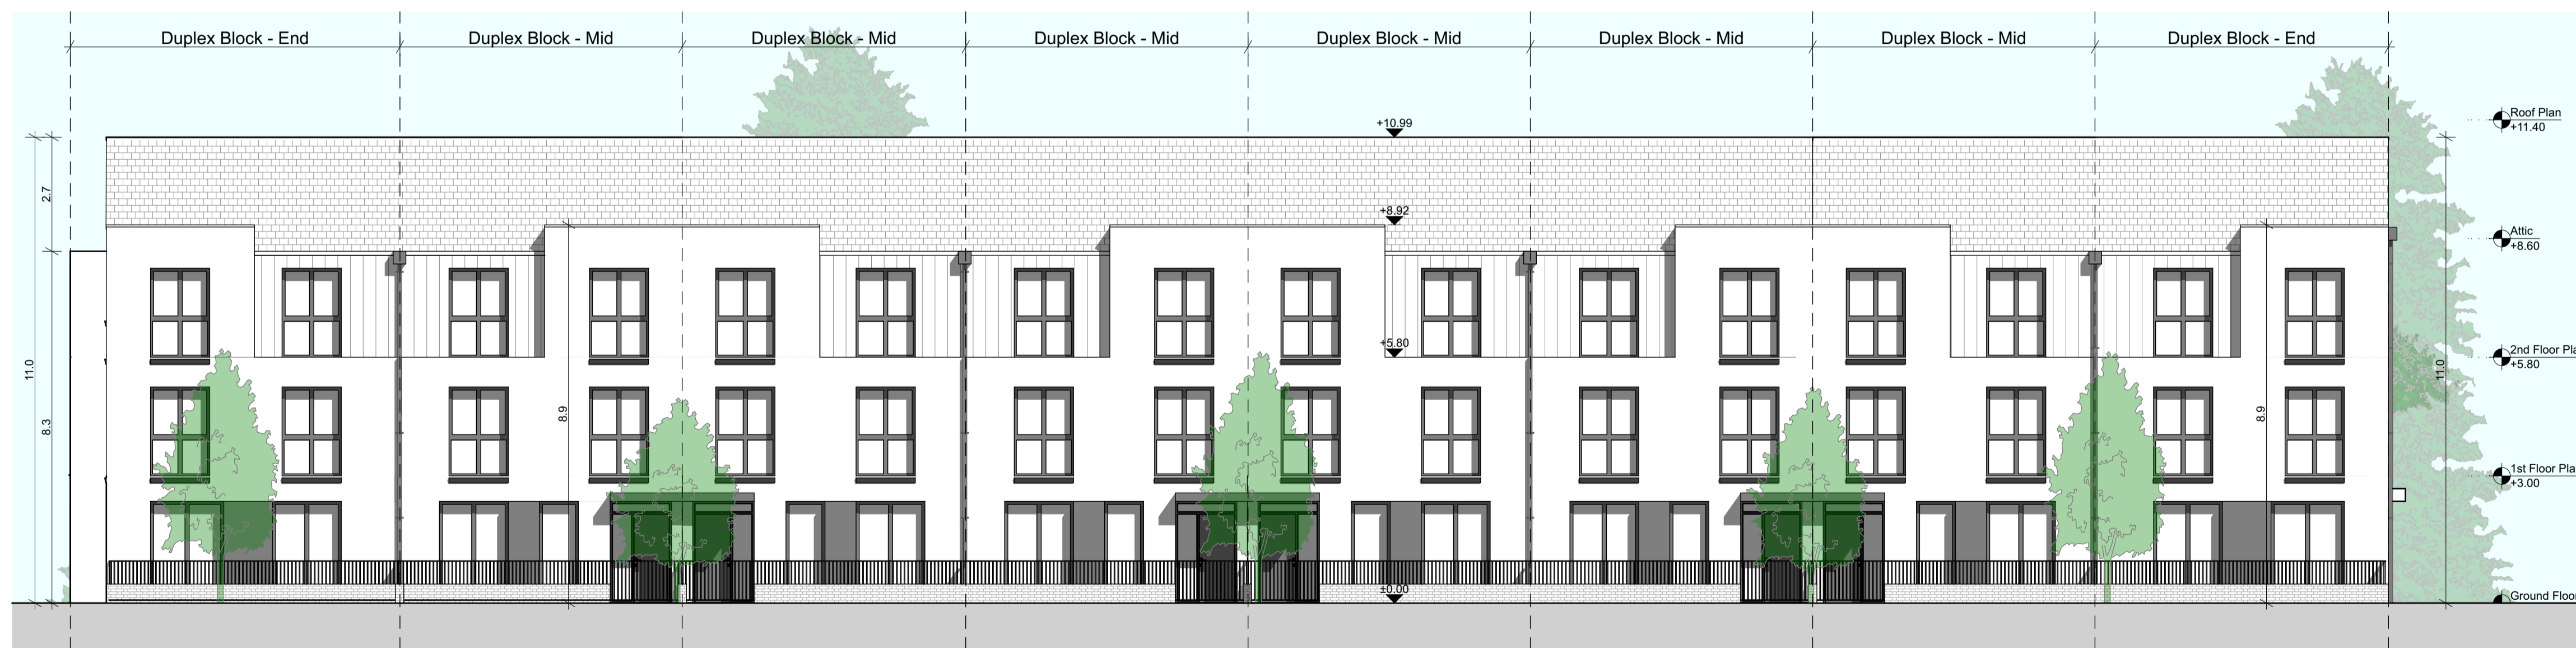 Duplex Block - End
Duplex Block - Mid
Duplex Block - Mid
Duplex Block - Mid
Duplex Block - Mid
Duplex Block - Mid
Duplex Block - Mid
Duplex Block - End
+10.99
Roof Plan
+11.40
2.7
+8.92
Attic
+8.60
+5.80
2nd Floor Pla
+5.80
11.0
11.0
8.9
8.9
8.3
1st Floor Pla
+3.00
±0.00
Ground Floor